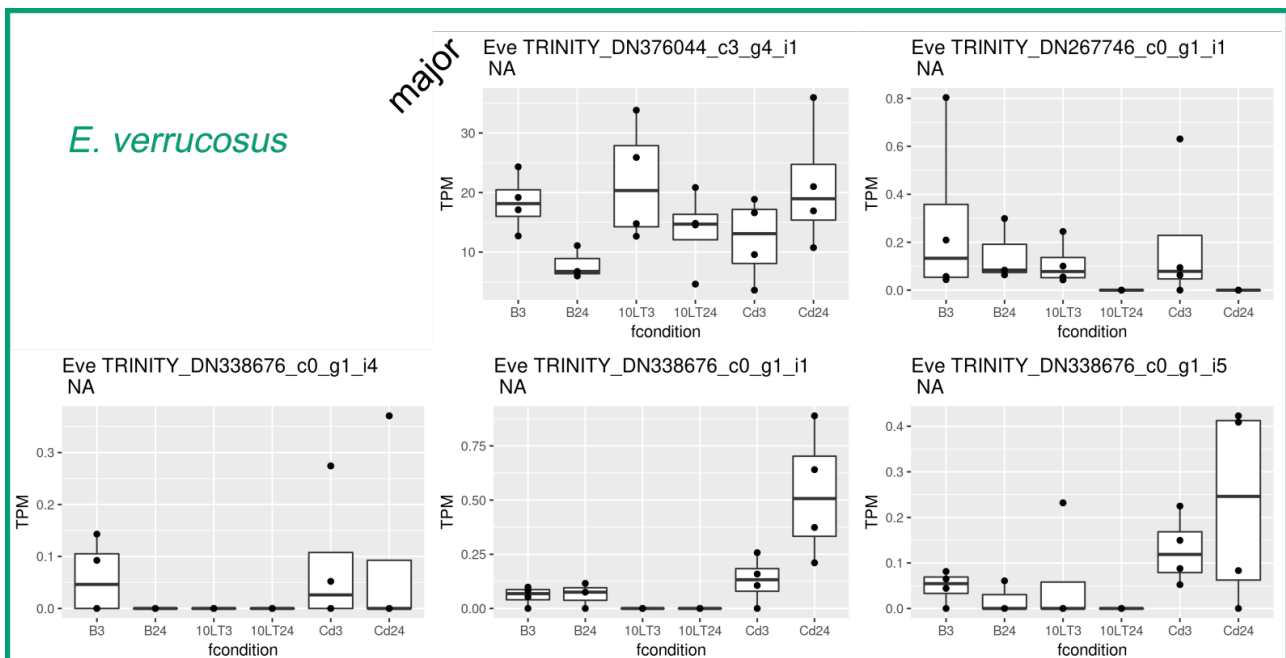 major
E. verrucosus
Eve TRINITY_DN376044_c3_g4_i1
NA
TPM
30
20
10
B3 B24 10LT3 10LT24 Cd3 Cd24
fcondition
Eve TRINITY_DN267746_c0_g1_i1
NA
TPM
0.8
0.6
0.4
0.2
0.0
B3 B24 10LT3 10LT24 Cd3 Cd24
fcondition
Eve TRINITY_DN338676_c0_g1_i4
NA
TPM
0.3
0.2
0.1
0.0
B3 B24 10LT3 10LT24 Cd3 Cd24
fcondition
Eve TRINITY_DN338676_c0_g1_i1
NA
TPM
0.75
0.50
0.25
0.00
B3 B24 10LT3 10LT24 Cd3 Cd24
fcondition
Eve TRINITY_DN338676_c0_g1_i5
NA
TPM
0.4
0.3
0.2
0.1
0.0
B3 B24 10LT3 10LT24 Cd3 Cd24
fcondition